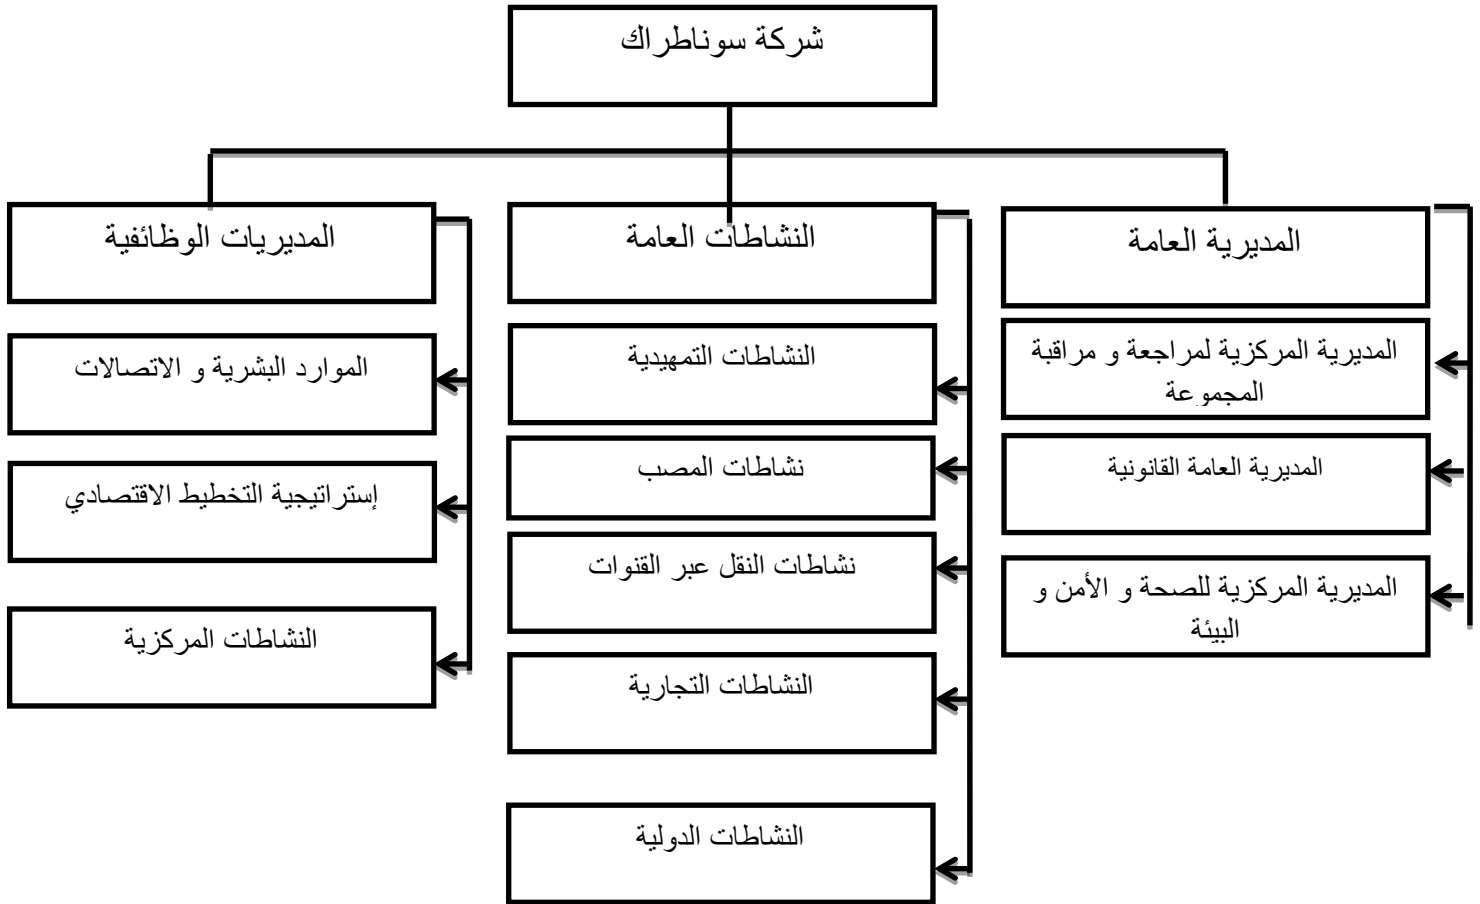 شركة سوناطراك
المديرية العامة
المديرية المركزية لمراجعة و مراقبة
المجموعة
المديرية العامة القانونية
المديرية المركزية للصحة و الأمن و
البيئة
النشاطات العامة
النشاطات التمهيدية
نشاطات المصب
نشاطات النقل عبر القنوات
النشاطات التجارية
النشاطات الدولية
المديريات الوظائفية
الموارد البشرية و الاتصالات
إستراتيجية التخطيط الاقتصادي
النشاطات المركزية